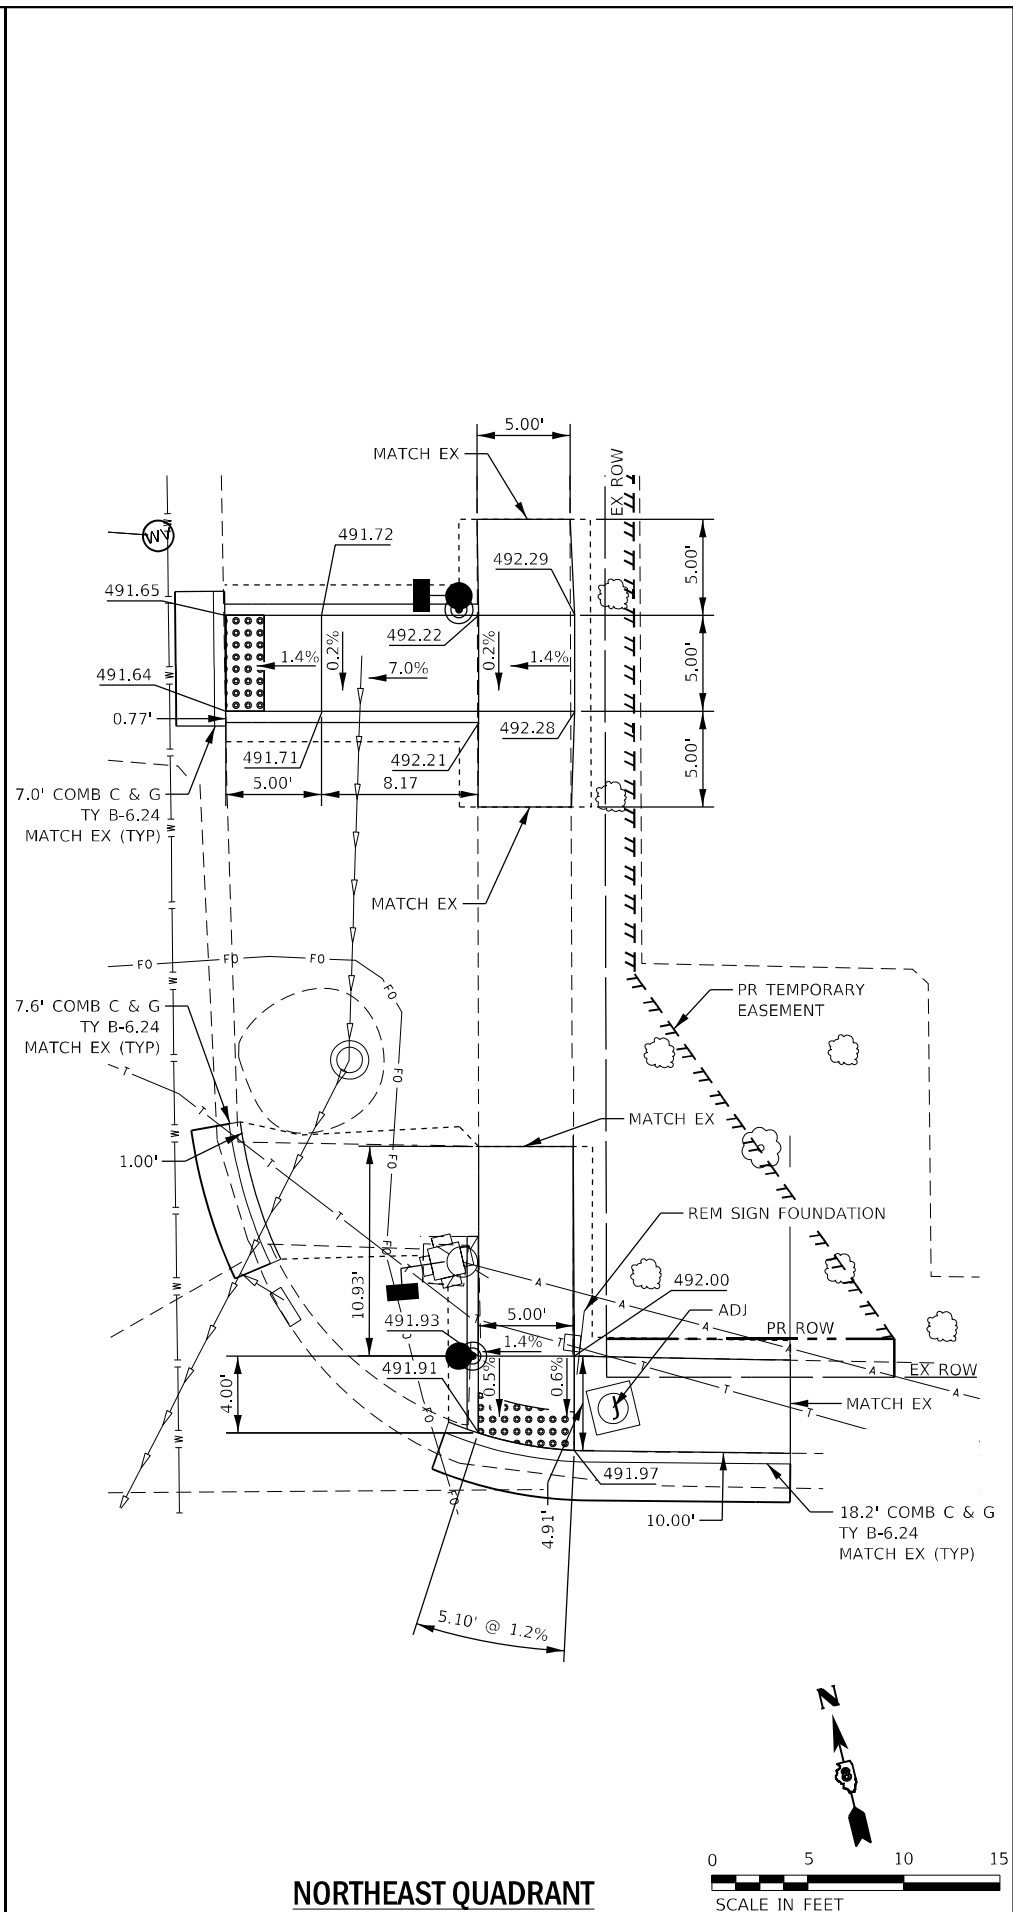 5.00'
MATCH EX
EX ROW
WV
W
491.72
492.29
5.00'
491.65
492.22
0.2%
0.2%
1.4%
7.0%
1.4%
5.00'
491.64
0.77'
492.28
491.71
492.21
5.00'
5.00'
8.17
7.0' COMB C & G
TY B-6.24
MATCH EX (TYP)
W
W
W
MATCH EX
FO
FO
FO
FO
W
7.6' COMB C & G
TY B-6.24
MATCH EX (TYP)
PR TEMPORARY
EASEMENT
T
FO
T
W
MATCH EX
1.00'
FO
W
T
REM SIGN FOUNDATION
FO
10.93'
A
492.00
W
A
ADJ
491.93
5.00'
T
T
A
PR ROW
1.4%
A
491.91
0.5%
0.6%
T
A
EX ROW
A
4.00'
T
MATCH EX
W
FO
T
491.97
FO
4.91'
10.00'
18.2' COMB C & G
TY B-6.24
MATCH EX (TYP)
W
5.10' @ 1.2%
N
8
0 5 10 15
SCALE IN FEET
NORTHEAST QUADRANT